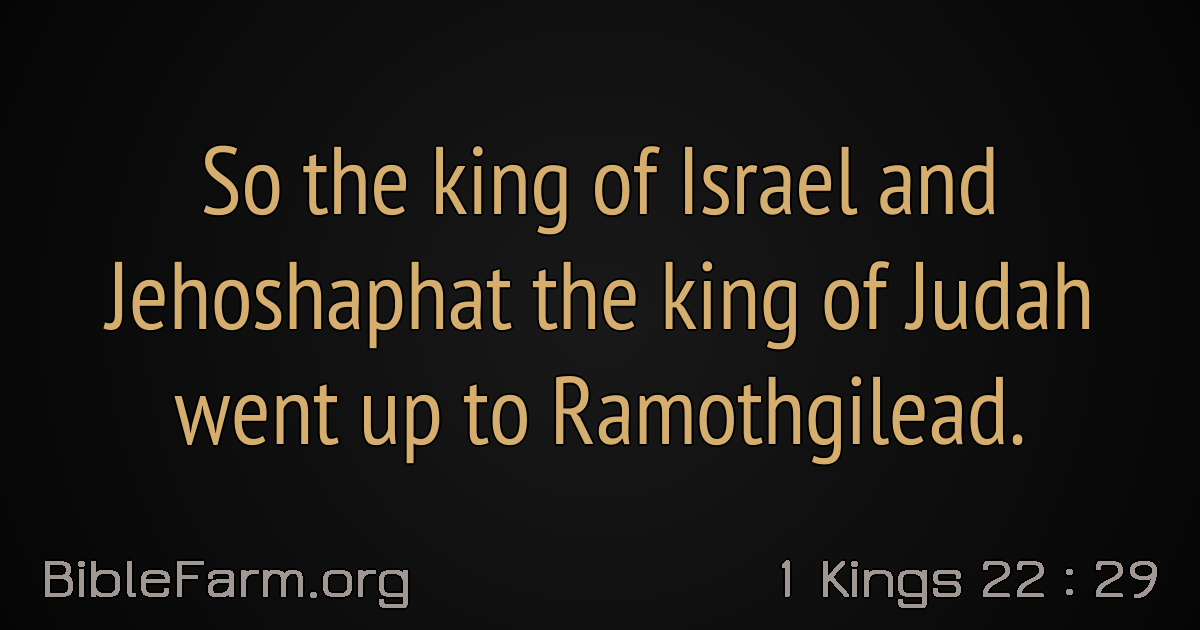 So the king of Israel and
Jehoshaphat the king of Judah
went up to Ramothgilead.
BibleFarm.org
1 Kings 22 : 29